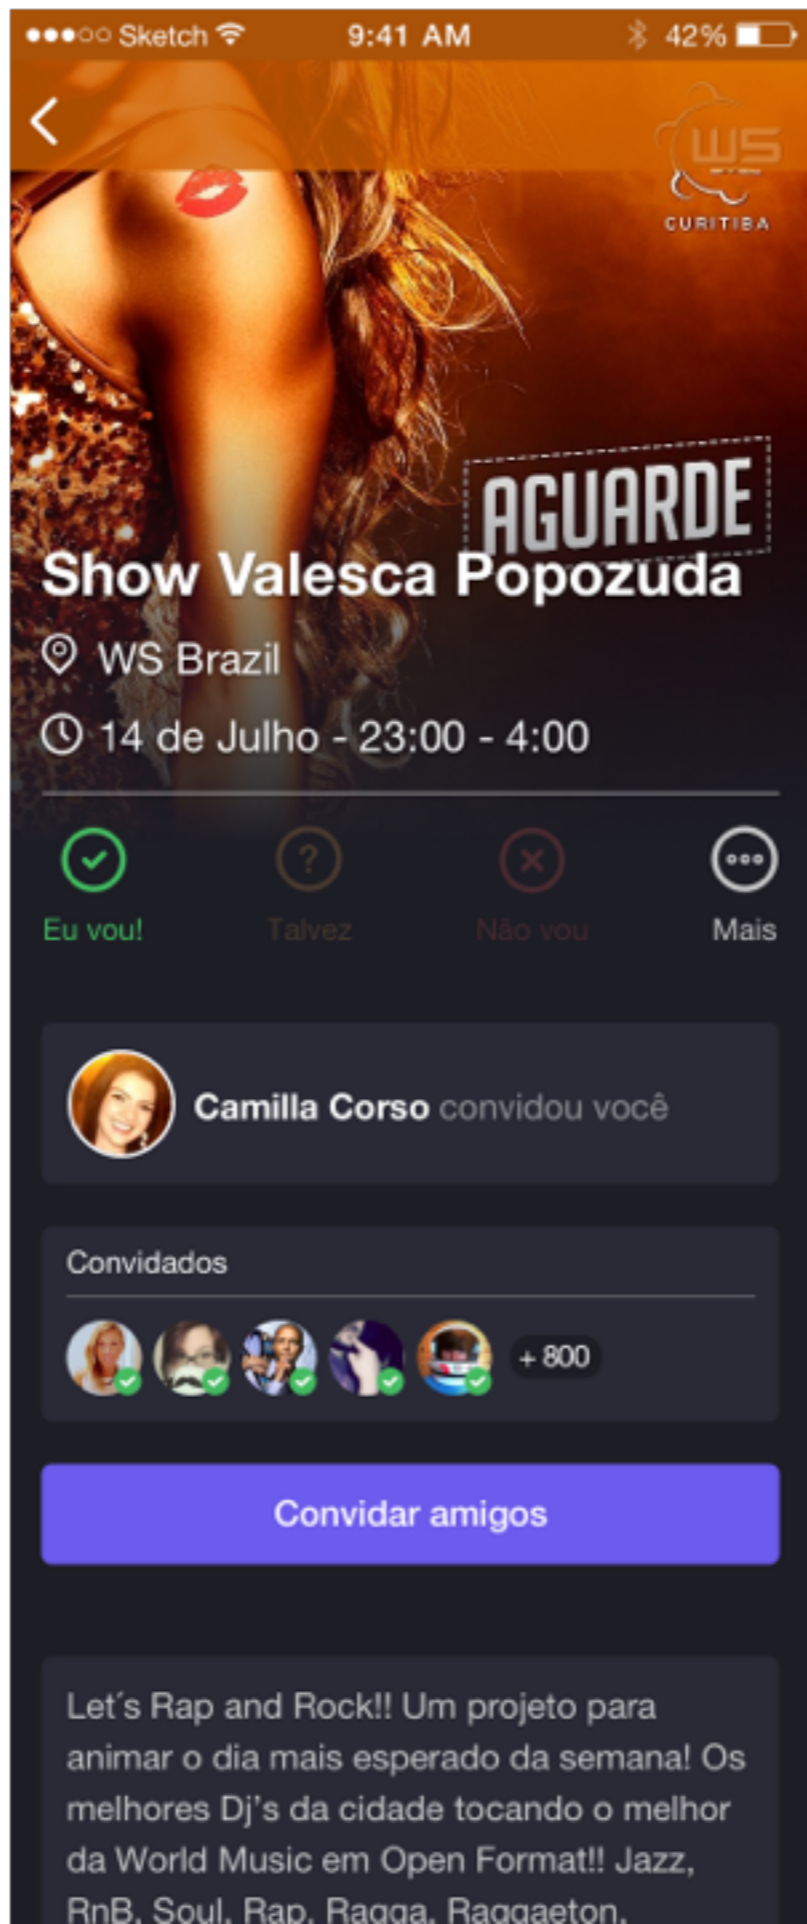 Sketch 9:41 AM 42%
WS
CURITIBA
AGUARDE
Show Valesca Popozuda
WS Brazil
14 de Julho - 23:00 - 4:00
Eu vou! Talvez Não vou Mais
Camilla Corso convidou você
Convidados
+ 800
Convidar amigos
Let´s Rap and Rock!! Um projeto para
animar o dia mais esperado da semana! Os
melhores Dj's da cidade tocando o melhor
da World Music em Open Format!! Jazz,
RnB, Soul, Rap, Ragga, Raggaeton,